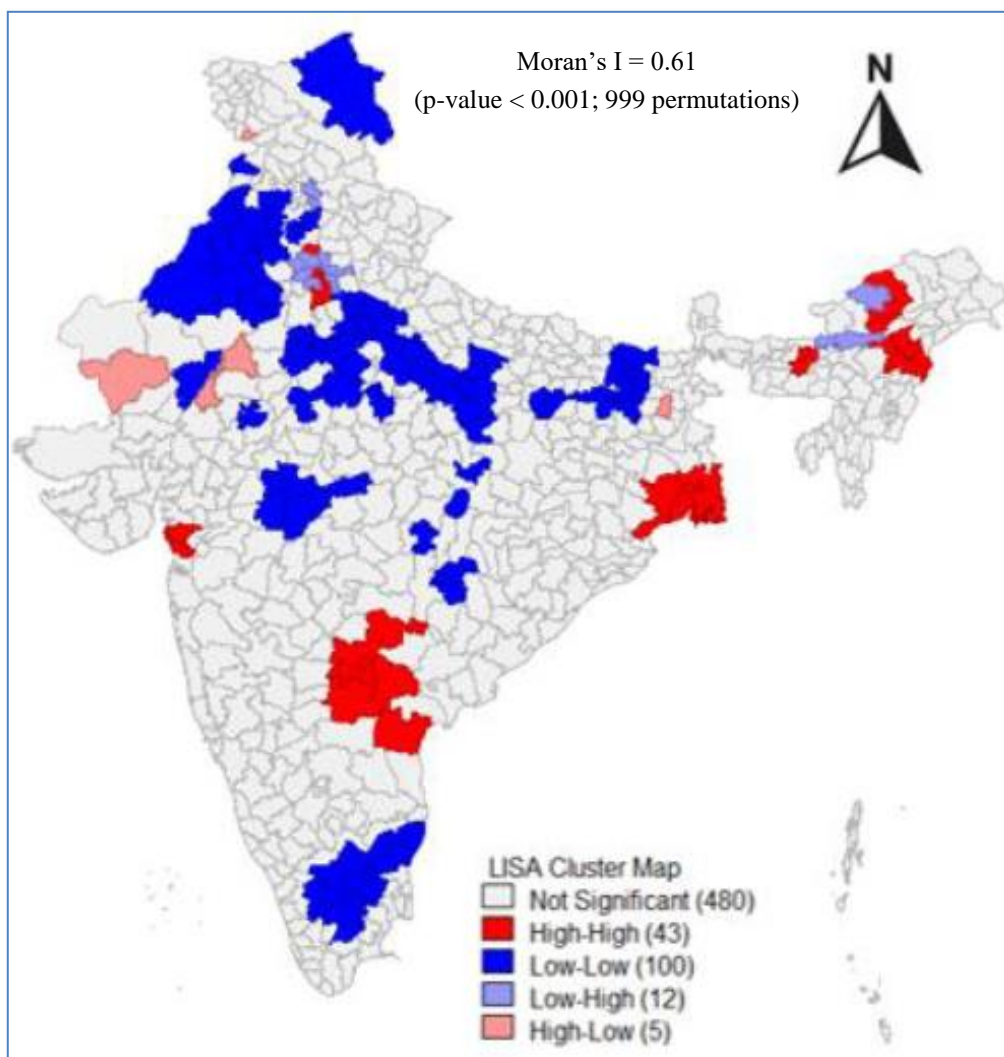 Moran’s I = 0.61
(p-value < 0.001; 999 permutations)
N
LISA Cluster Map
Not Significant (480)
High-High (43)
Low-Low (100)
Low-High (12)
High-Low (5)